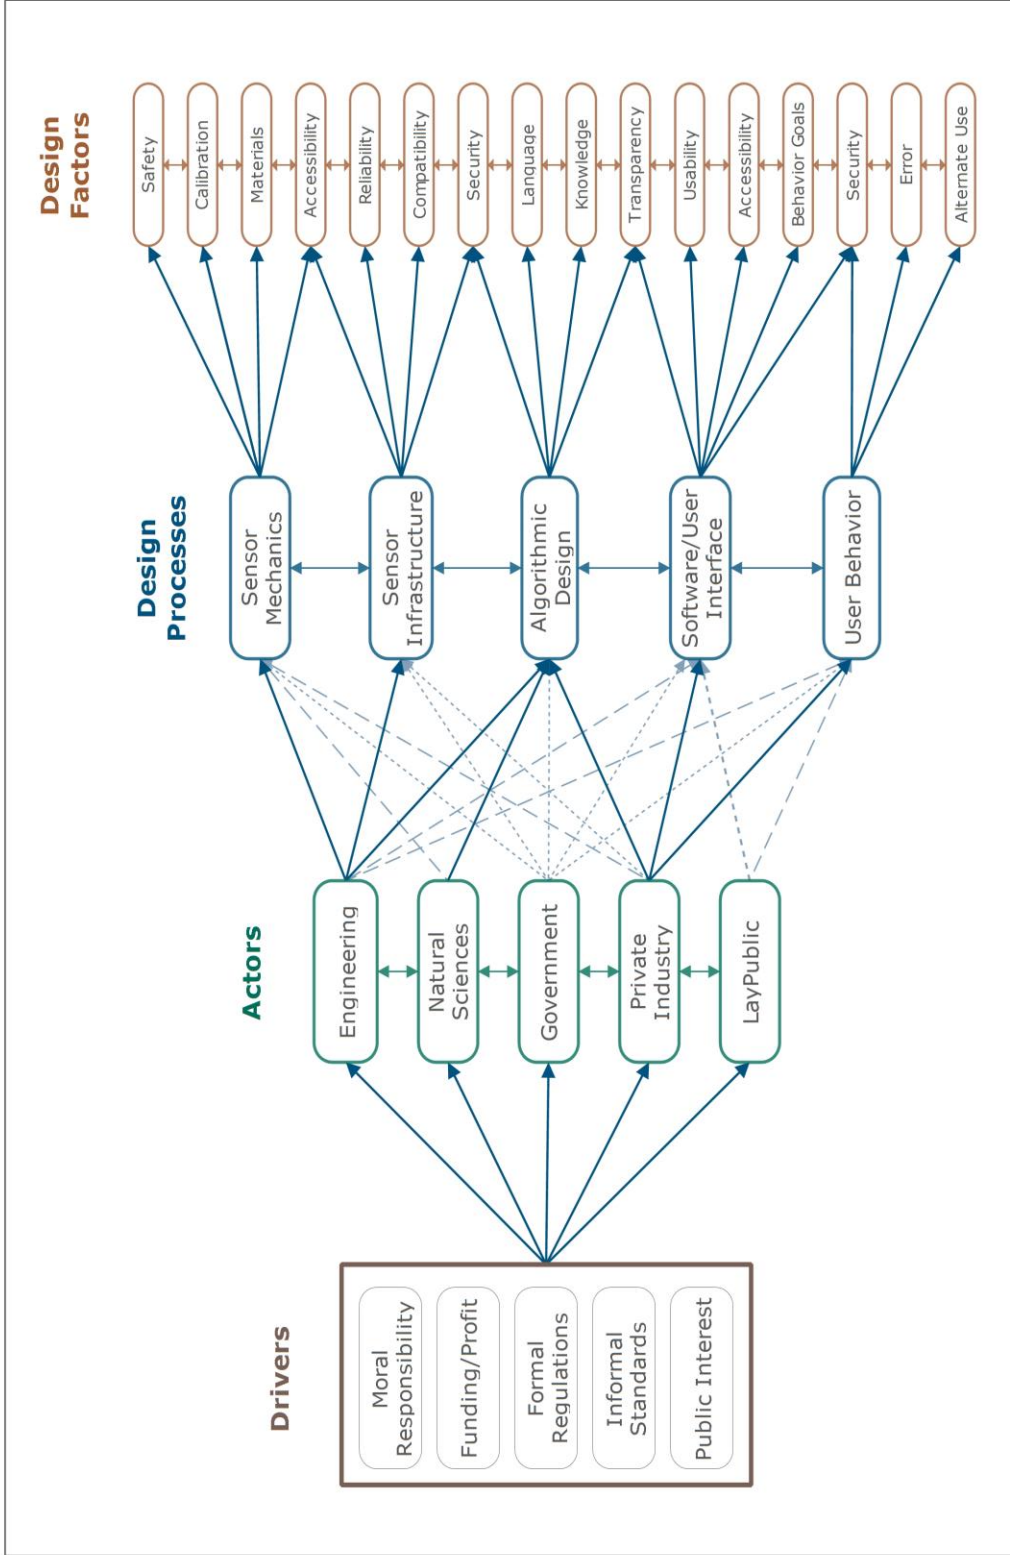 Drivers
Moral
Responsibility
Funding/Profit
Formal
Regulations
Informal
Standards
Public Interest
Actors
Engineering
Natural
Sciences
Government
Private
Industry
LayPublic
Design
Processes
Sensor
Mechanics
Sensor
Infrastructure
Algorithmic
Design
Software/User
Interface
User Behavior
Design
Factors
Safety
Calibration
Materials
Accessibility
Reliability
Compatibility
Security
Language
Knowledge
Transparency
Usability
Accessibility
Behavior Goals
Security
Error
Alternate Use